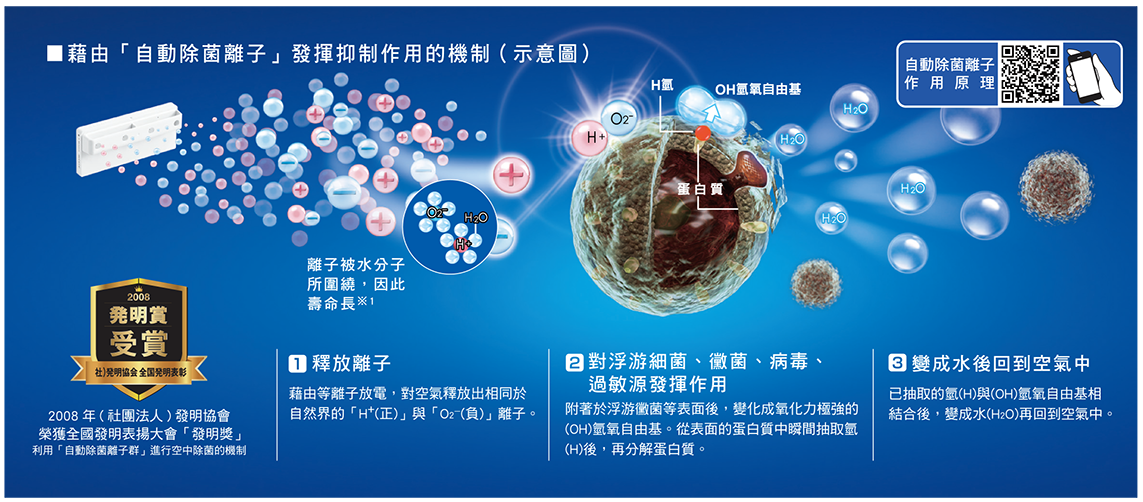 ■藉由「自動除菌離子」發揮抑制作用的機制（示意圖）
自動除菌離子
作用原理
H氫
OH氫氧自由基
O2⁻
H+
H2O
H2O
H2O
H2O
蛋白質
O2⁻
H2O
H+
離子被水分子
所圍繞，因此
壽命長※1
2008
発明賞
受賞
社)発明協会 全国発明表彰
2008 年（社團法人）發明協會
榮獲全國發明表揚大會「發明獎」
利用「自動除菌離子群」進行空中除菌的機制
1 釋放離子
藉由等離子放電，對空氣釋放出相同於
自然界的「H⁺(正)」與「O2⁻(負)」離子。
2 對浮游細菌、黴菌、病毒、
過敏源發揮作用
附著於浮游黴菌等表面後，變化成氧化力極強的
(OH)氫氧自由基。從表面的蛋白質中瞬間抽取氫
(H)後，再分解蛋白質。
3 變成水後回到空氣中
已抽取的氫(H)與(OH)氫氧自由基相
結合後，變成水(H2O)再回到空氣中。